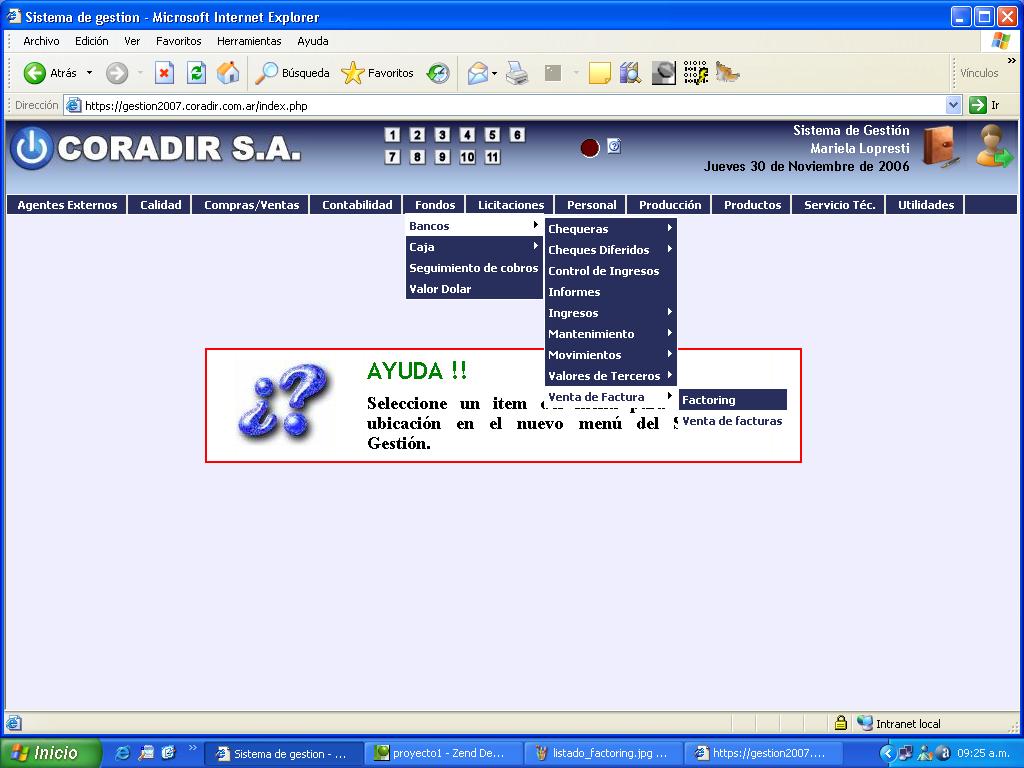 Sistema de gestion - Microsoft Internet Explorer
Archivo Edición Ver Favoritos Herramientas Ayuda
Atrás Búsqueda Favoritos Vínculos
Dirección https://gestion2007.coradir.com.ar/index.php Ir
CORADIR S.A.
1 2 3 4 5 6
7 8 9 10 11
Sistema de Gestión
Mariela Lopresti
Jueves 30 de Noviembre de 2006
Agentes Externos Calidad Compras/Ventas Contabilidad Fondos Licitaciones Personal Producción Productos Servicio Téc. Utilidades
Bancos
Caja
Seguimiento de cobros
Valor Dolar
Chequeras
Cheques Diferidos
Control de Ingresos
Informes
Ingresos
Mantenimiento
Movimientos
Valores de Terceros
Venta de Factura
Factoring
Venta de facturas
AYUDA !!
Seleccione un item
ubicación en el nuevo menú del
Gestión.
Intranet local
Inicio
Sistema de gestion - ...
proyecto1 - Zend De...
listado_factoring.jpg ...
https://gestion2007....
09:25 a.m.